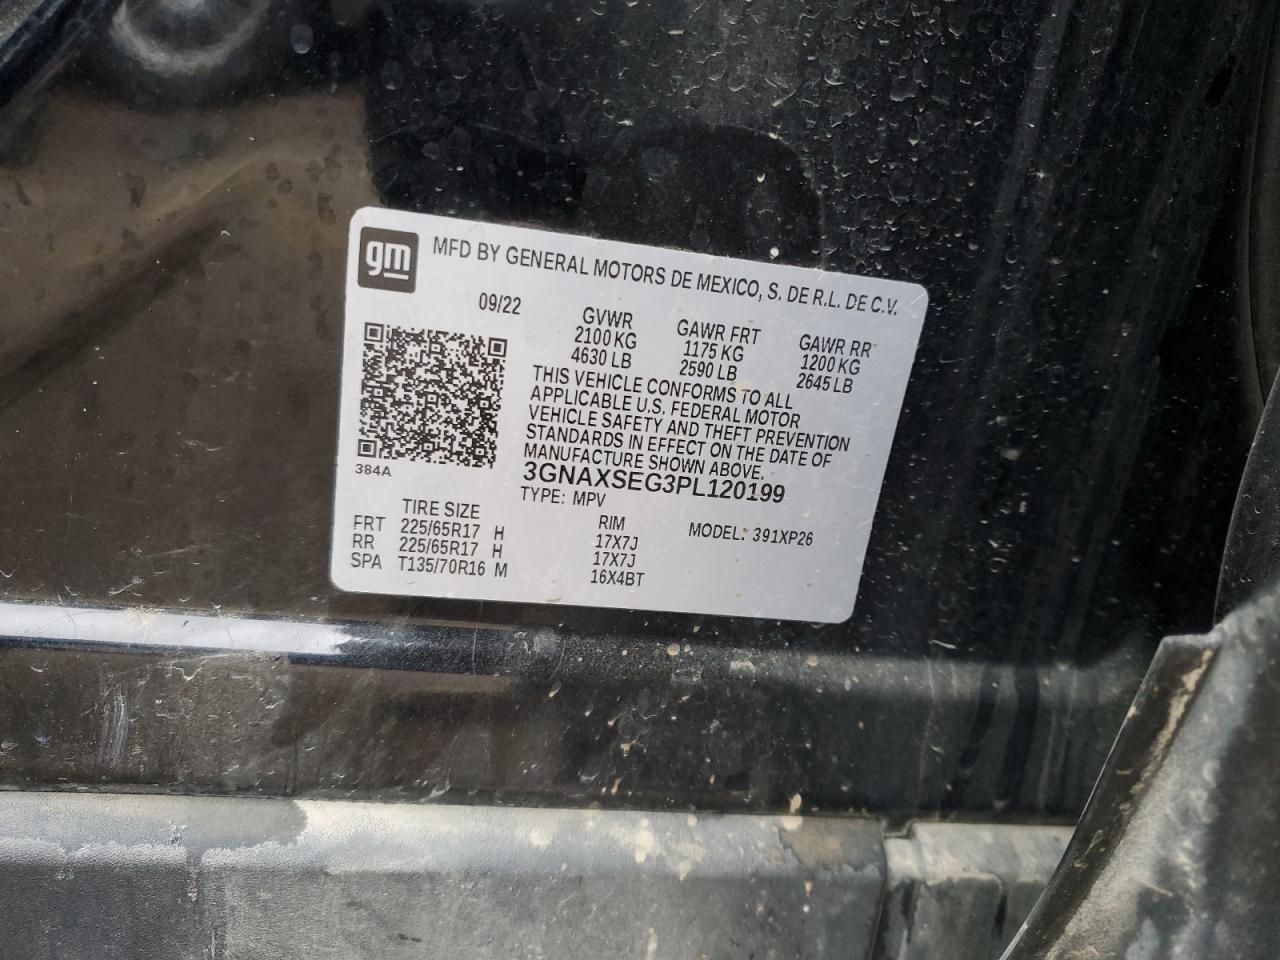 gm MFD BY GENERAL MOTORS DE MEXICO, S. DE R.L. DE C.V.
09/22
GVWR GAWR FRT GAWR RR
2100 KG 1175 KG 1200 KG
4630 LB 2590 LB 2645 LB
THIS VEHICLE CONFORMS TO ALL
APPLICABLE U.S. FEDERAL MOTOR
VEHICLE SAFETY AND THEFT PREVENTION
STANDARDS IN EFFECT ON THE DATE OF
MANUFACTURE SHOWN ABOVE.
384A
3GNAXSEG3PL120199
TYPE: MPV
TIRE SIZE RIM MODEL: 391XP26
FRT 225/65R17 H 17X7J
RR 225/65R17 H 17X7J
SPA T135/70R16 M 16X4BT